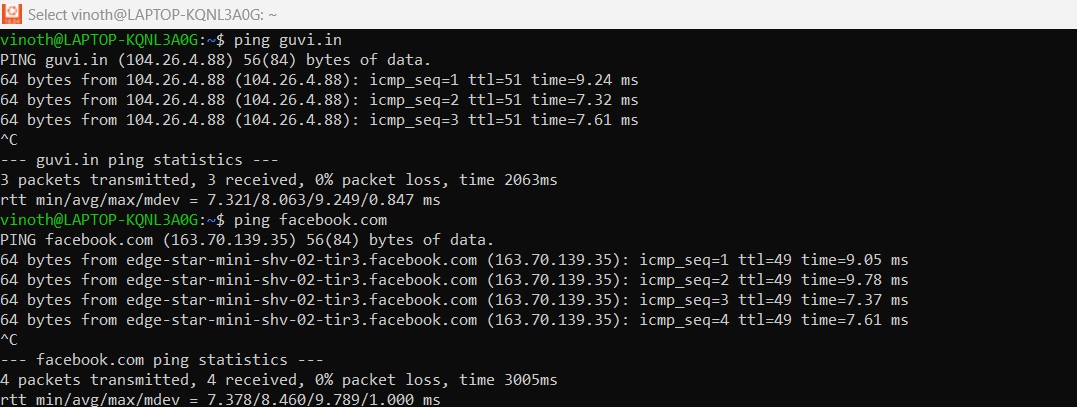 Select vinoth@LAPTOP-KQNL3A0G: ~
vinoth@LAPTOP-KQNL3A0G:~$ ping guvi.in
PING guvi.in (104.26.4.88) 56(84) bytes of data.
64 bytes from 104.26.4.88 (104.26.4.88): icmp_seq=1 ttl=51 time=9.24 ms
64 bytes from 104.26.4.88 (104.26.4.88): icmp_seq=2 ttl=51 time=7.32 ms
64 bytes from 104.26.4.88 (104.26.4.88): icmp_seq=3 ttl=51 time=7.61 ms
^C
--- guvi.in ping statistics ---
3 packets transmitted, 3 received, 0% packet loss, time 2063ms
rtt min/avg/max/mdev = 7.321/8.063/9.249/0.847 ms
vinoth@LAPTOP-KQNL3A0G:~$ ping facebook.com
PING facebook.com (163.70.139.35) 56(84) bytes of data.
64 bytes from edge-star-mini-shv-02-tir3.facebook.com (163.70.139.35): icmp_seq=1 ttl=49 time=9.05 ms
64 bytes from edge-star-mini-shv-02-tir3.facebook.com (163.70.139.35): icmp_seq=2 ttl=49 time=9.78 ms
64 bytes from edge-star-mini-shv-02-tir3.facebook.com (163.70.139.35): icmp_seq=3 ttl=49 time=7.37 ms
64 bytes from edge-star-mini-shv-02-tir3.facebook.com (163.70.139.35): icmp_seq=4 ttl=49 time=7.61 ms
^C
--- facebook.com ping statistics ---
4 packets transmitted, 4 received, 0% packet loss, time 3005ms
rtt min/avg/max/mdev = 7.378/8.460/9.789/1.000 ms